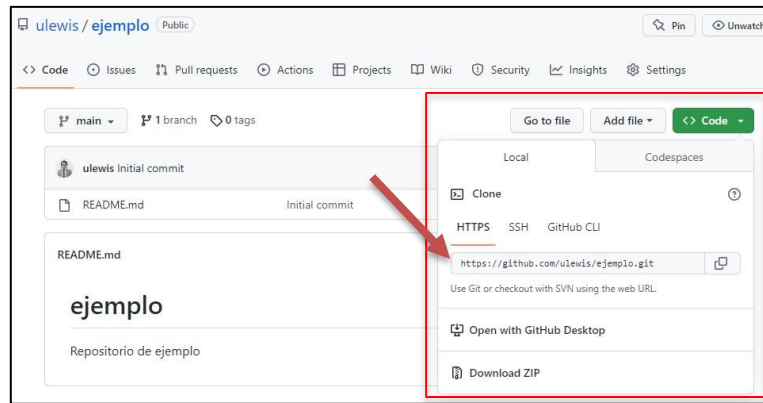 ulewis / ejemplo Public Pin Unwatch
Code Issues Pull requests Actions Projects Wiki Security Insights Settings
main 1 branch 0 tags Go to file Add file Code
Local Codespaces
ulewis Initial commit
Clone
README.md Initial commit
HTTPS SSH GitHub CLI
README.md
https://github.com/ulewis/ejemplo.git
Use Git or checkout with SVN using the web URL.
ejemplo
Open with GitHub Desktop
Repositorio de ejemplo
Download ZIP